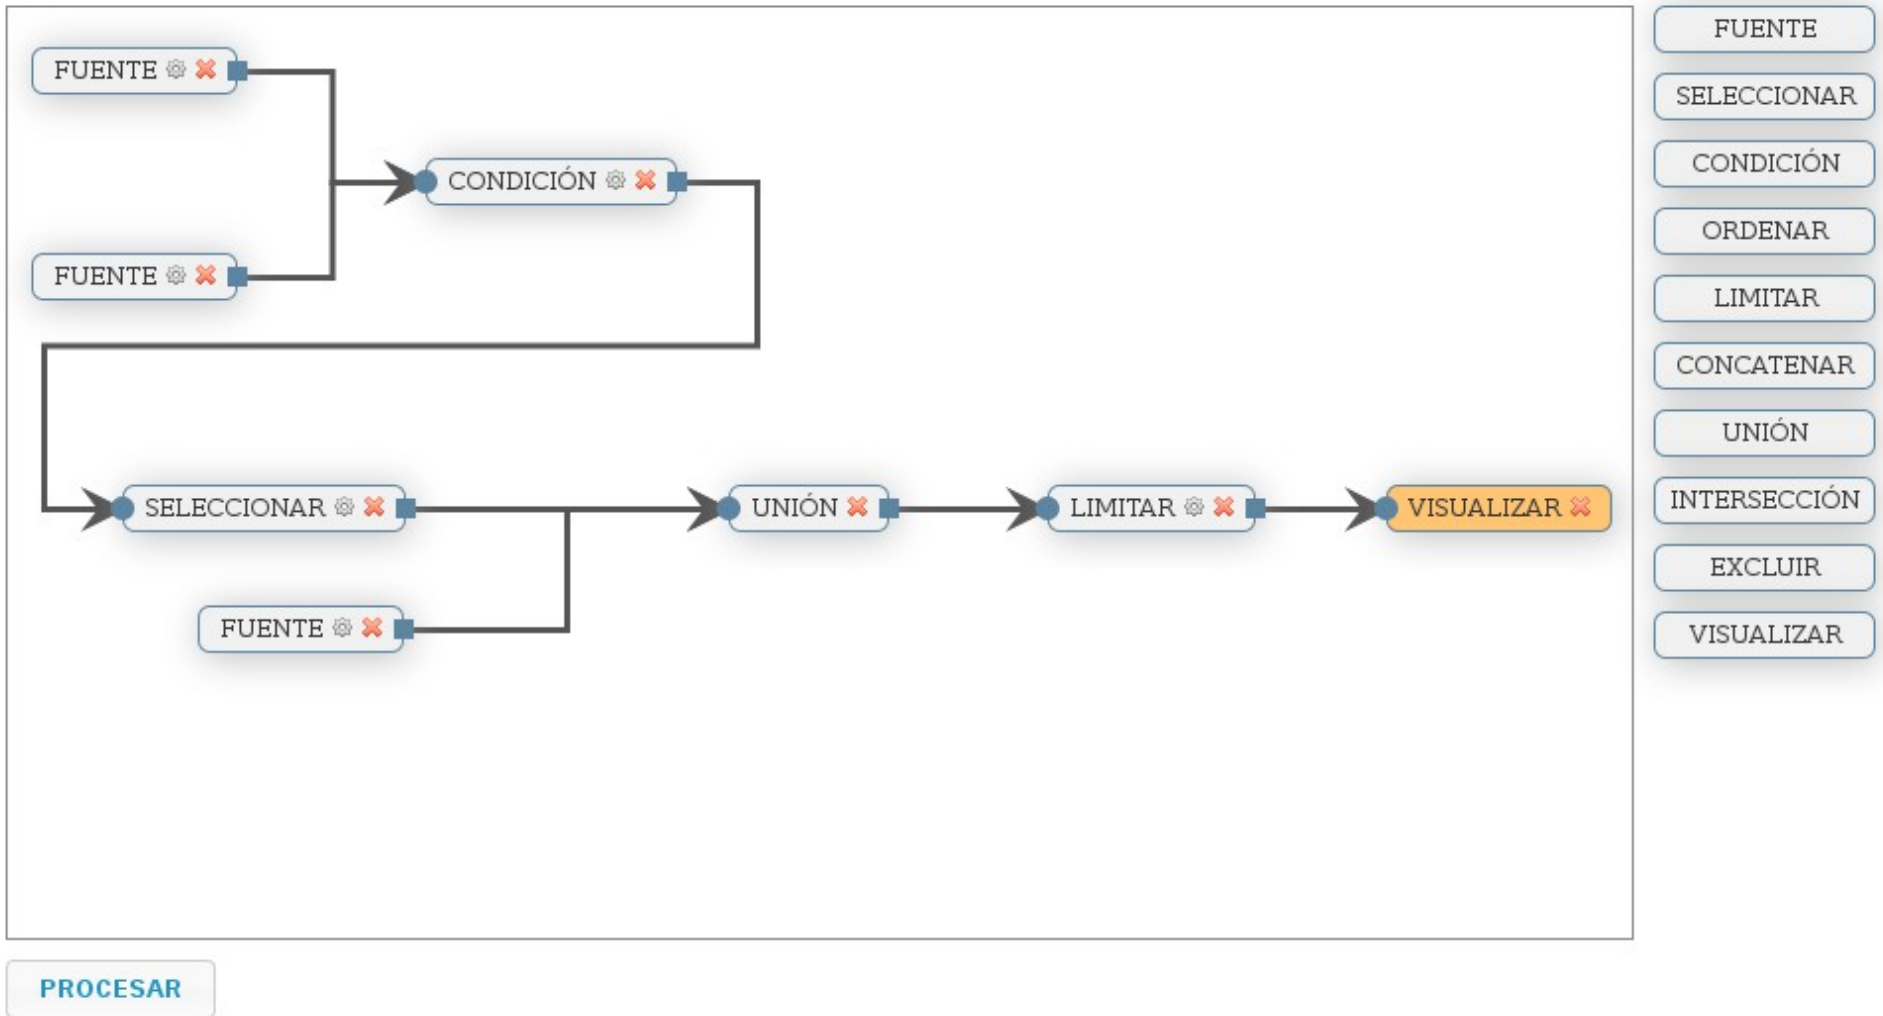 FUENTE
CONDICIÓN
FUENTE
SELECCIONAR
UNIÓN
LIMITAR
VISUALIZAR
FUENTE
FUENTE
SELECCIONAR
CONDICIÓN
ORDENAR
LIMITAR
CONCATENAR
UNIÓN
INTERSECCIÓN
EXCLUIR
VISUALIZAR
PROCESAR